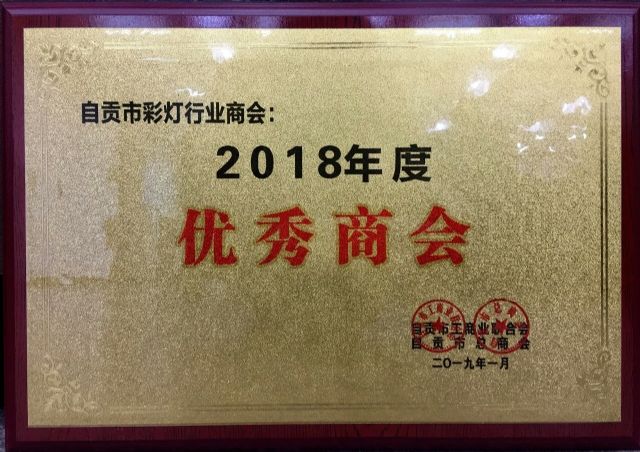 自贡市彩灯行业商会：
2018年度
优秀商会
自贡市工商业联合会
自贡市总商会
二〇一九年一月